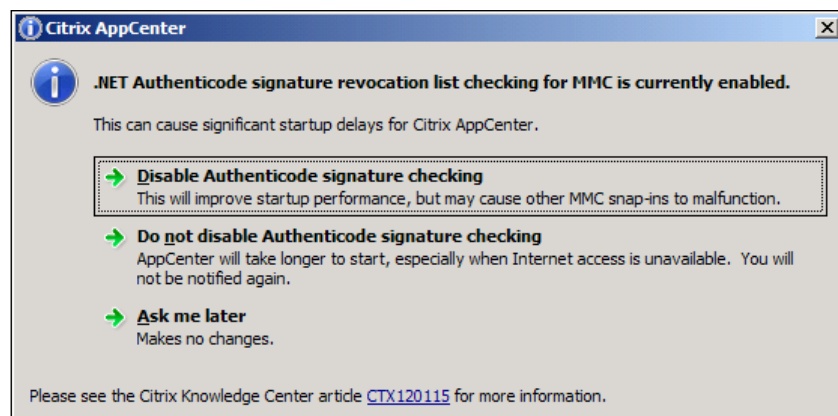 Citrix AppCenter
.NET Authenticode signature revocation list checking for MMC is currently enabled.
This can cause significant startup delays for Citrix AppCenter.
Disable Authenticode signature checking
This will improve startup performance, but may cause other MMC snap-ins to malfunction.
Do not disable Authenticode signature checking
AppCenter will take longer to start, especially when Internet access is unavailable. You will
not be notified again.
Ask me later
Makes no changes.
Please see the Citrix Knowledge Center article CTX120115 for more information.